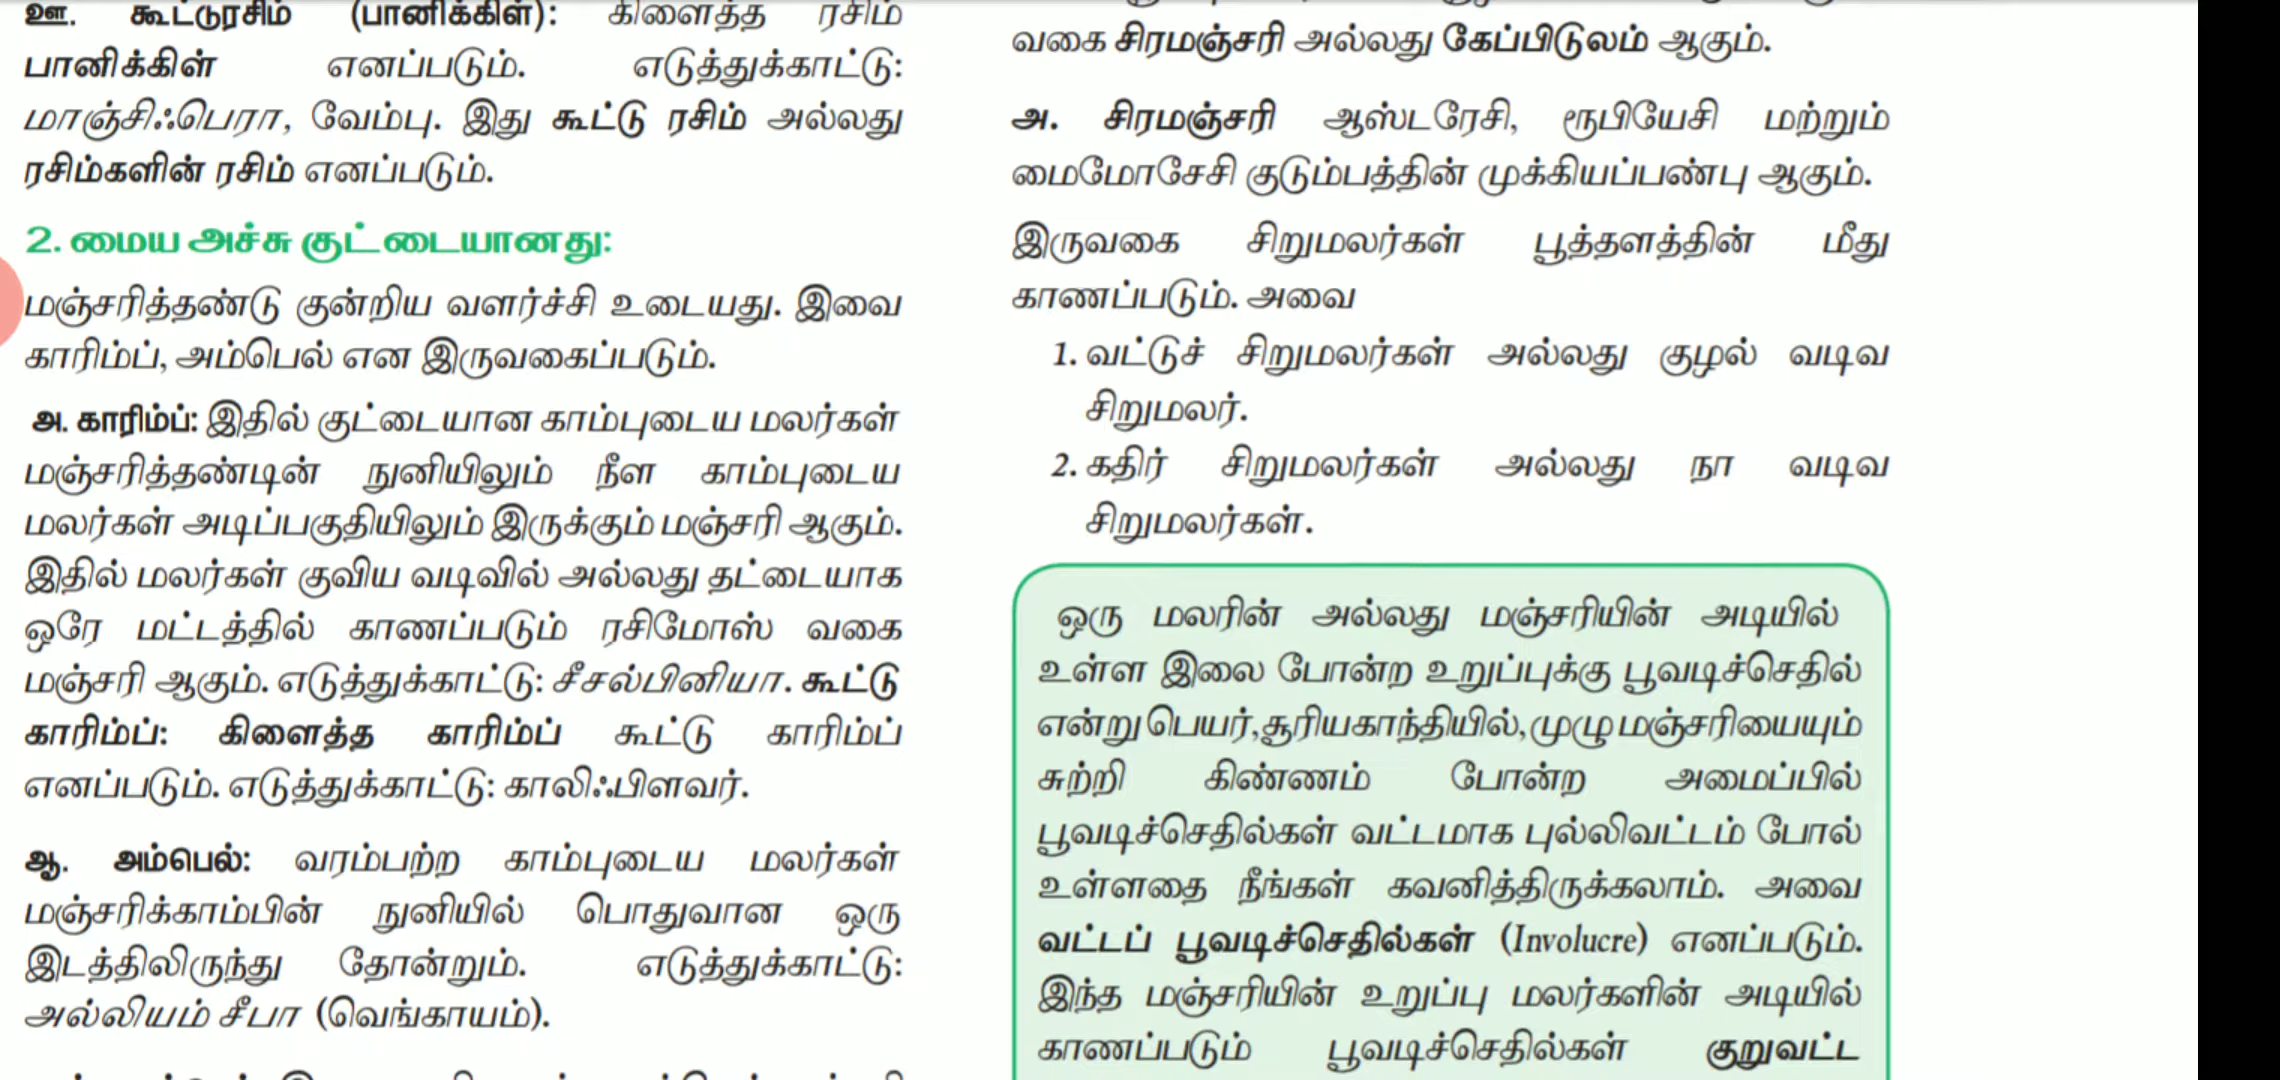 ஊ. கூட்டுரசிம் (பானிக்கிள்): கிளைத்த ரசிம்
பானிக்கிள் எனப்படும். எடுத்துக்காட்டு:
மாஞ்சிஃபெரா, வேம்பு. இது கூட்டு ரசிம் அல்லது
ரசிம்களின் ரசிம் எனப்படும்.
2. மைய அச்சு குட்டையானது:
மஞ்சரித்தண்டு குன்றிய வளர்ச்சி உடையது. இவை
காரிம்ப், அம்பெல் என இருவகைப்படும்.
அ. காரிம்ப்: இதில் குட்டையான காம்புடைய மலர்கள்
மஞ்சரித்தண்டின் நுனியிலும் நீள காம்புடைய
மலர்கள் அடிப்பகுதியிலும் இருக்கும் மஞ்சரி ஆகும்.
இதில் மலர்கள் குவிய வடிவில் அல்லது தட்டையாக
ஒரே மட்டத்தில் காணப்படும் ரசிமோஸ் வகை
மஞ்சரி ஆகும். எடுத்துக்காட்டு: சீசல்பினியா. கூட்டு
காரிம்ப்: கிளைத்த காரிம்ப் கூட்டு காரிம்ப்
எனப்படும். எடுத்துக்காட்டு: காலிஃபிளவர்.
ஆ. அம்பெல்: வரம்பற்ற காம்புடைய மலர்கள்
மஞ்சரிக்காம்பின் நுனியில் பொதுவான ஒரு
இடத்திலிருந்து தோன்றும். எடுத்துக்காட்டு:
அல்லியம் சீபா (வெங்காயம்).
வகை சிரமஞ்சரி அல்லது கேப்பிடுலம் ஆகும்.
அ. சிரமஞ்சரி ஆஸ்டரேசி, ரூபியேசி மற்றும்
மைமோசேசி குடும்பத்தின் முக்கியப்பண்பு ஆகும்.
இருவகை சிறுமலர்கள் பூத்தளத்தின் மீது
காணப்படும். அவை
1. வட்டுச் சிறுமலர்கள் அல்லது குழல் வடிவ
சிறுமலர்.
2. கதிர் சிறுமலர்கள் அல்லது நா வடிவ
சிறுமலர்கள்.
ஒரு மலரின் அல்லது மஞ்சரியின் அடியில்
உள்ள இலை போன்ற உறுப்புக்கு பூவடிச்செதில்
என்று பெயர்,சூரியகாந்தியில்,முழு மஞ்சரியையும்
சுற்றி கிண்ணம் போன்ற அமைப்பில்
பூவடிச்செதில்கள் வட்டமாக புல்லிவட்டம் போல்
உள்ளதை நீங்கள் கவனித்திருக்கலாம். அவை
வட்டப் பூவடிச்செதில்கள் (Involucre) எனப்படும்.
இந்த மஞ்சரியின் உறுப்பு மலர்களின் அடியில்
காணப்படும் பூவடிச்செதில்கள் குறுவட்ட